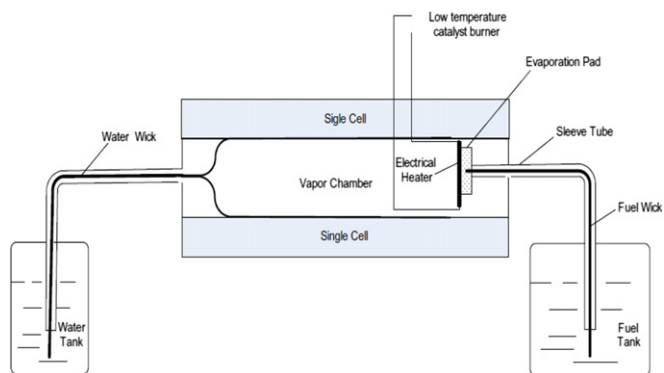 Low temperature
catalyst burner
Evaporation Pad
Sigle Cell
Water Wick
Sleeve Tube
Electrical
Heater
Vapor Chamber
Fuel Wick
Single Cell
Water
Tank
Fuel
Tank